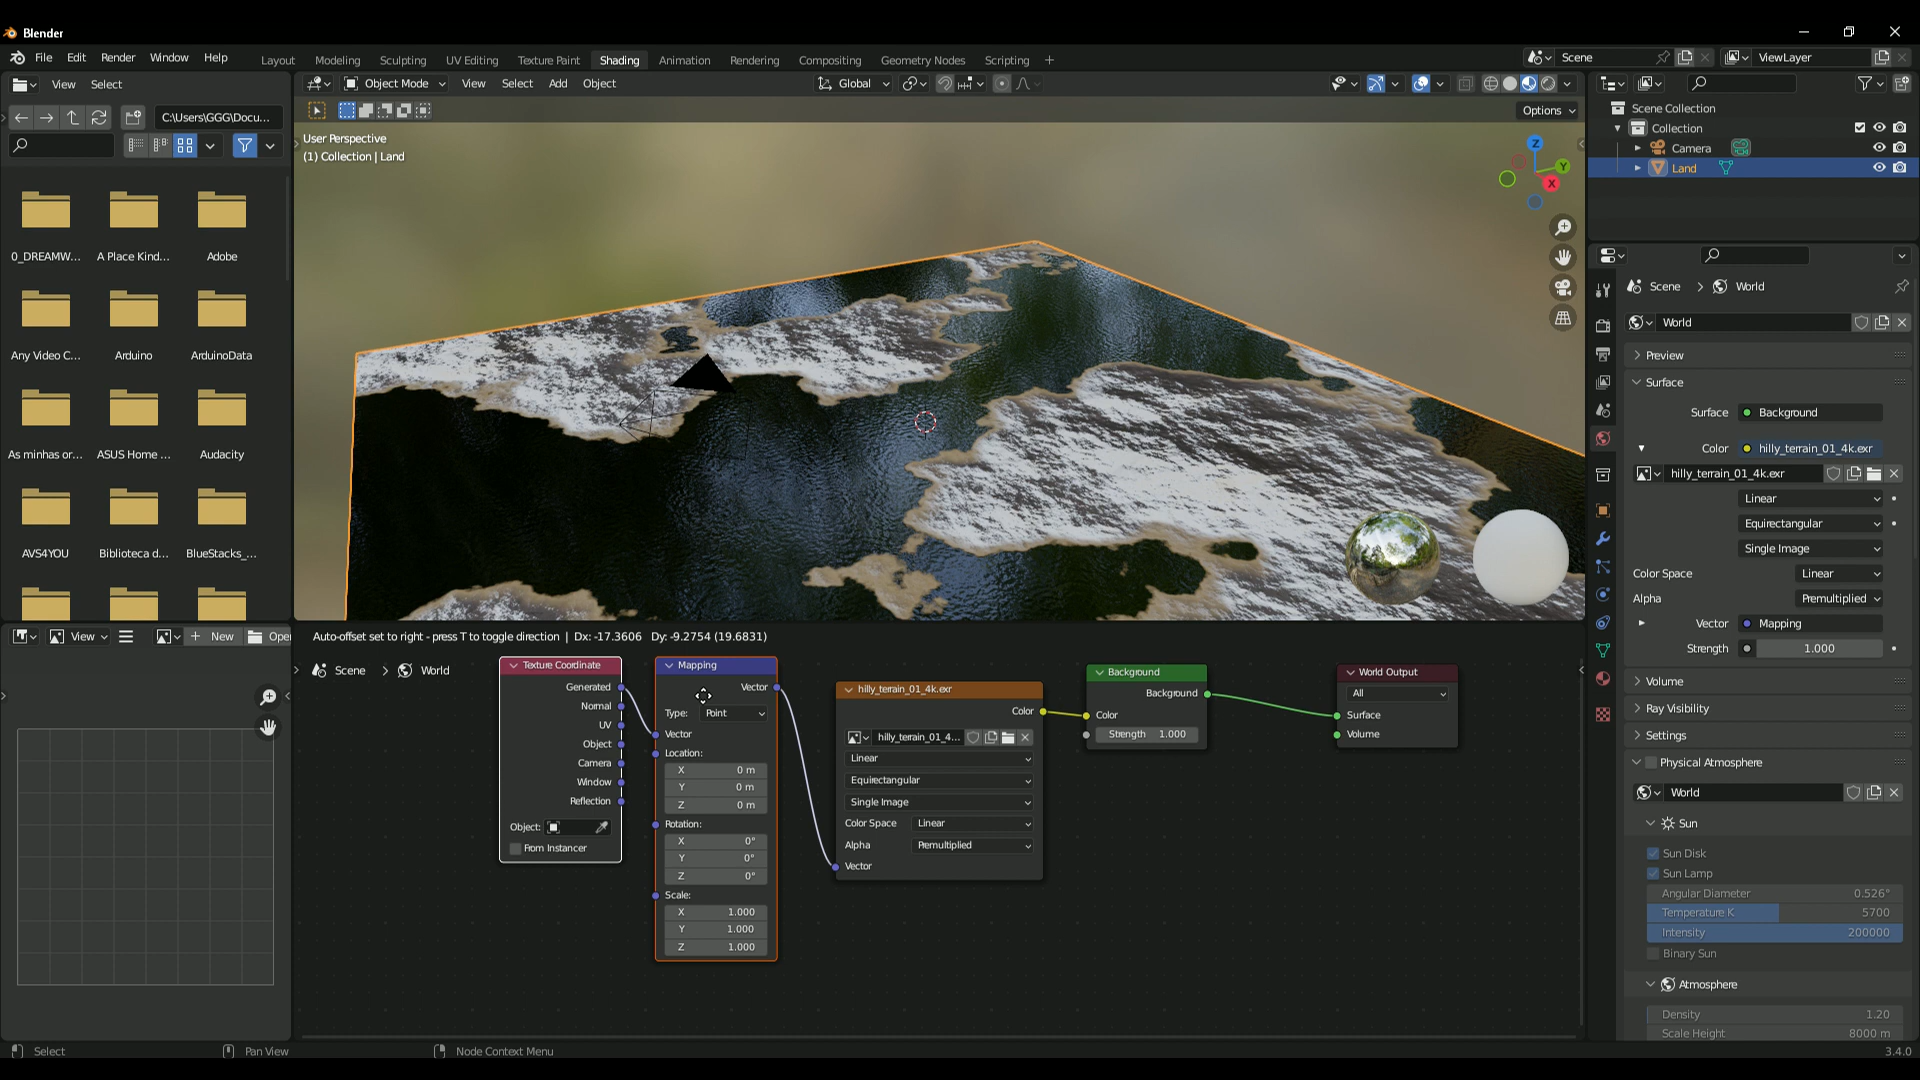 Blender
File Edit Render Window Help
Layout Modeling Sculpting UV Editing Texture Paint Shading Animation Rendering Compositing Geometry Nodes Scripting +
Scene
ViewLayer
View Select
Object Mode View Select Add Object
Global
C:\Users\GGG\Docu...
Options
User Perspective
(1) Collection | Land
Z
Y
X
Scene Collection
Collection
Camera
Land
0_DREAMW...
A Place Kind...
Adobe
Any Video C...
Arduino
ArduinoData
As minhas or...
ASUS Home ...
Audacity
AVS4YOU
Biblioteca d...
BlueStacks_...
Scene > World
World
Preview
Surface
Surface Background
Color hilly_terrain_01_4k.exr
hilly_terrain_01_4k.exr
Linear
Equirectangular
Single Image
Color Space Linear
Alpha Premultiplied
Vector Mapping
Strength 1.000
Volume
Ray Visibility
Settings
Physical Atmosphere
World
Sun
Sun Disk
Sun Lamp
Angular Diameter 0.526°
Temperature K 5700
Intensity 200000
Binary Sun
Atmosphere
Density 1.20
Scale Height 8000 m
View
+ New
Ope
Auto-offset set to right - press T to toggle direction | Dx: -17.3606 Dy: -9.2754 (19.6831)
Scene > World
Texture Coordinate
Generated
Normal
UV
Object
Camera
Window
Reflection
Object:
From Instancer
Mapping
Vector
Type: Point
Vector
Location:
X 0 m
Y 0 m
Z 0 m
Rotation:
X 0°
Y 0°
Z 0°
Scale:
X 1.000
Y 1.000
Z 1.000
hilly_terrain_01_4k.exr
Color
hilly_terrain_01_4...
Linear
Equirectangular
Single Image
Color Space Linear
Alpha Premultiplied
Vector
Background
Background
Color
Strength 1.000
World Output
All
Surface
Volume
Select
Pan View
Node Context Menu
3.4.0